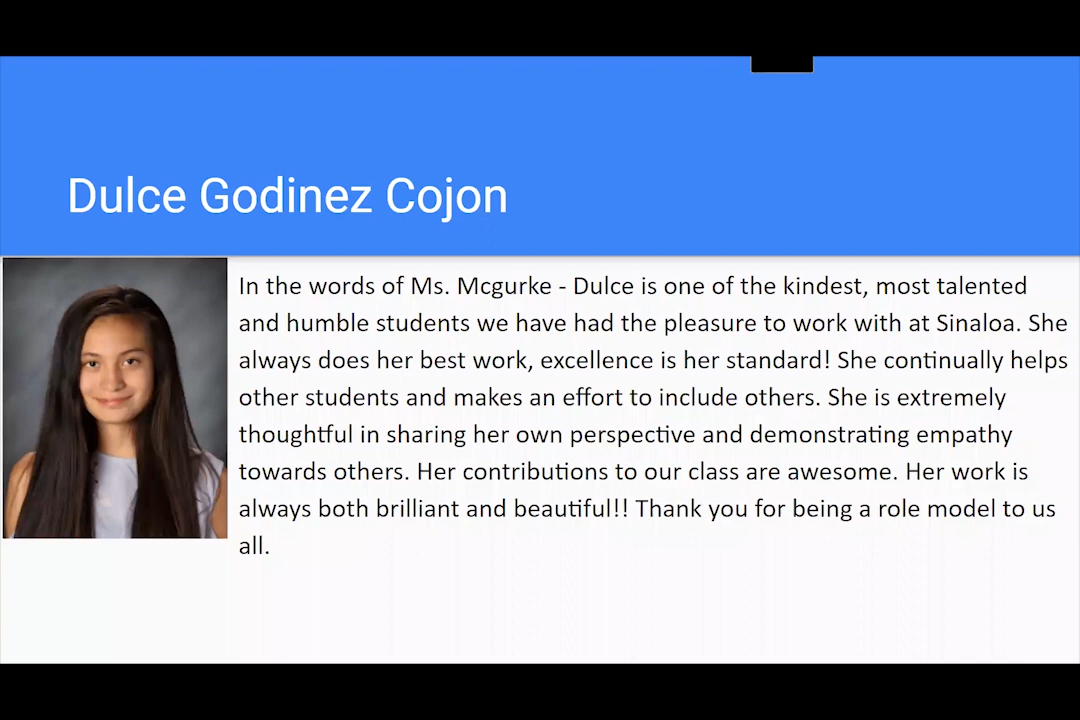 Dulce Godinez Cojon
In the words of Ms. Mcgurke - Dulce is one of the kindest, most talented
and humble students we have had the pleasure to work with at Sinaloa. She
always does her best work, excellence is her standard! She continually helps
other students and makes an effort to include others. She is extremely
thoughtful in sharing her own perspective and demonstrating empathy
towards others. Her contributions to our class are awesome. Her work is
always both brilliant and beautiful!! Thank you for being a role model to us
all.